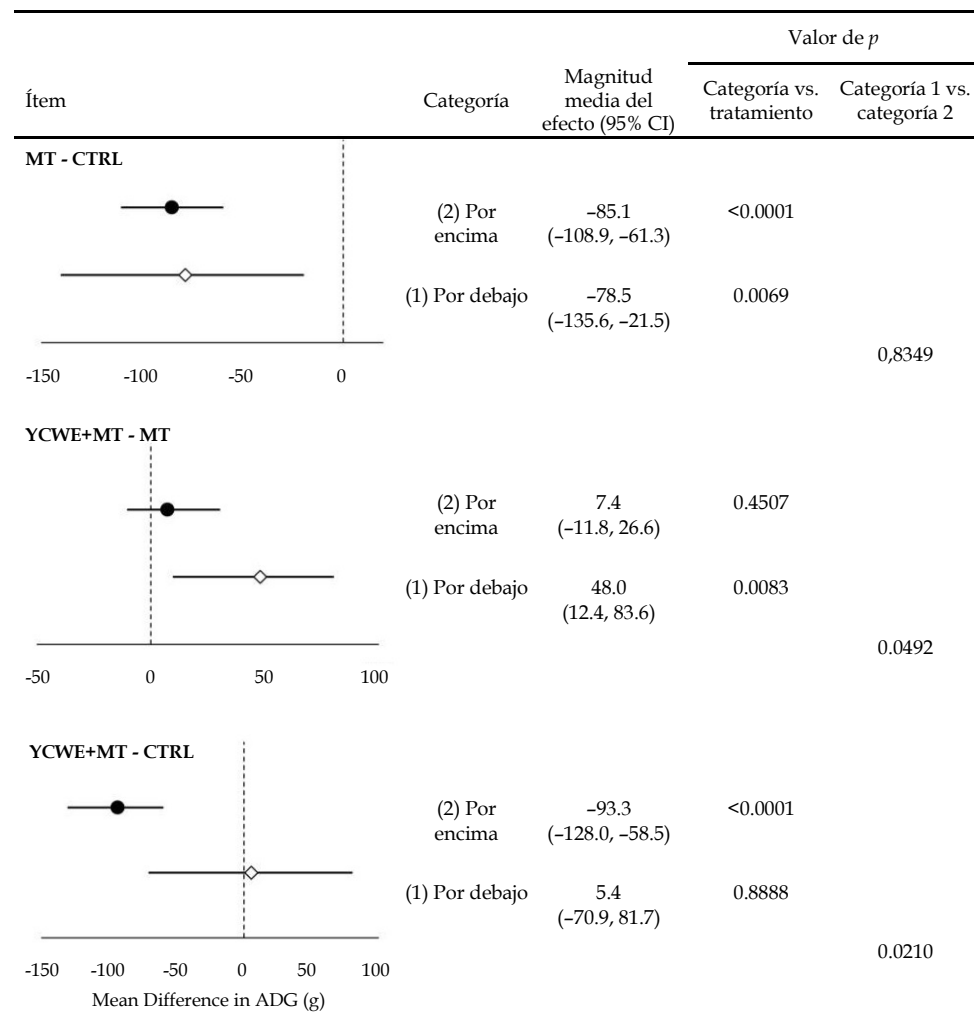 Valor de p
Ítem
Categoría
Magnitud
media del
efecto (95% CI)
Categoría vs.
tratamiento
Categoría 1 vs.
categoría 2
MT - CTRL
(2) Por
encima
–85.1
(–108.9, –61.3)
<0.0001
(1) Por debajo
–78.5
(–135.6, –21.5)
0.0069
0,8349
-150 -100 -50 0
YCWE+MT - MT
(2) Por
encima
7.4
(–11.8, 26.6)
0.4507
(1) Por debajo
48.0
(12.4, 83.6)
0.0083
0.0492
-50 0 50 100
YCWE+MT - CTRL
(2) Por
encima
–93.3
(–128.0, –58.5)
<0.0001
(1) Por debajo
5.4
(–70.9, 81.7)
0.8888
0.0210
-150 -100 -50 0 50 100
Mean Difference in ADG (g)